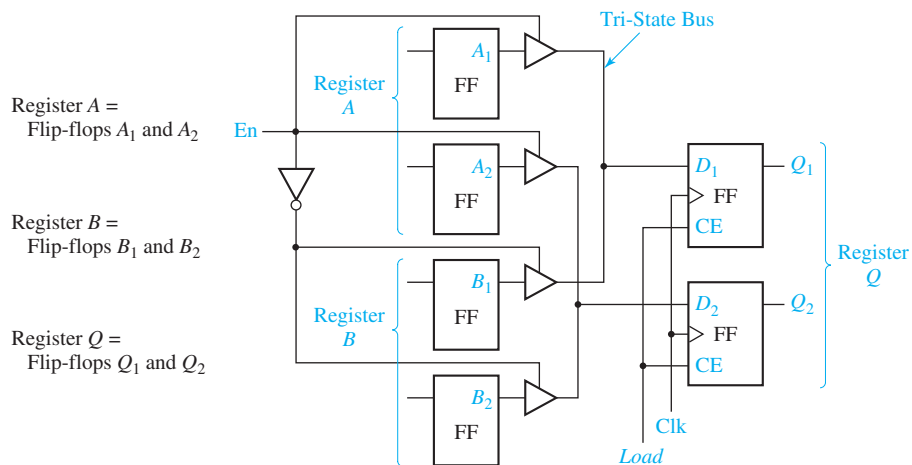 Tri-State Bus
Register A =
Flip-flops A₁ and A₂
En
Register
A
A₁
FF
A₂
FF
Register B =
Flip-flops B₁ and B₂
Register
B
B₁
FF
B₂
FF
Register Q =
Flip-flops Q₁ and Q₂
D₁
FF
CE
Q₁
D₂
FF
CE
Q₂
Register
Q
Clk
Load